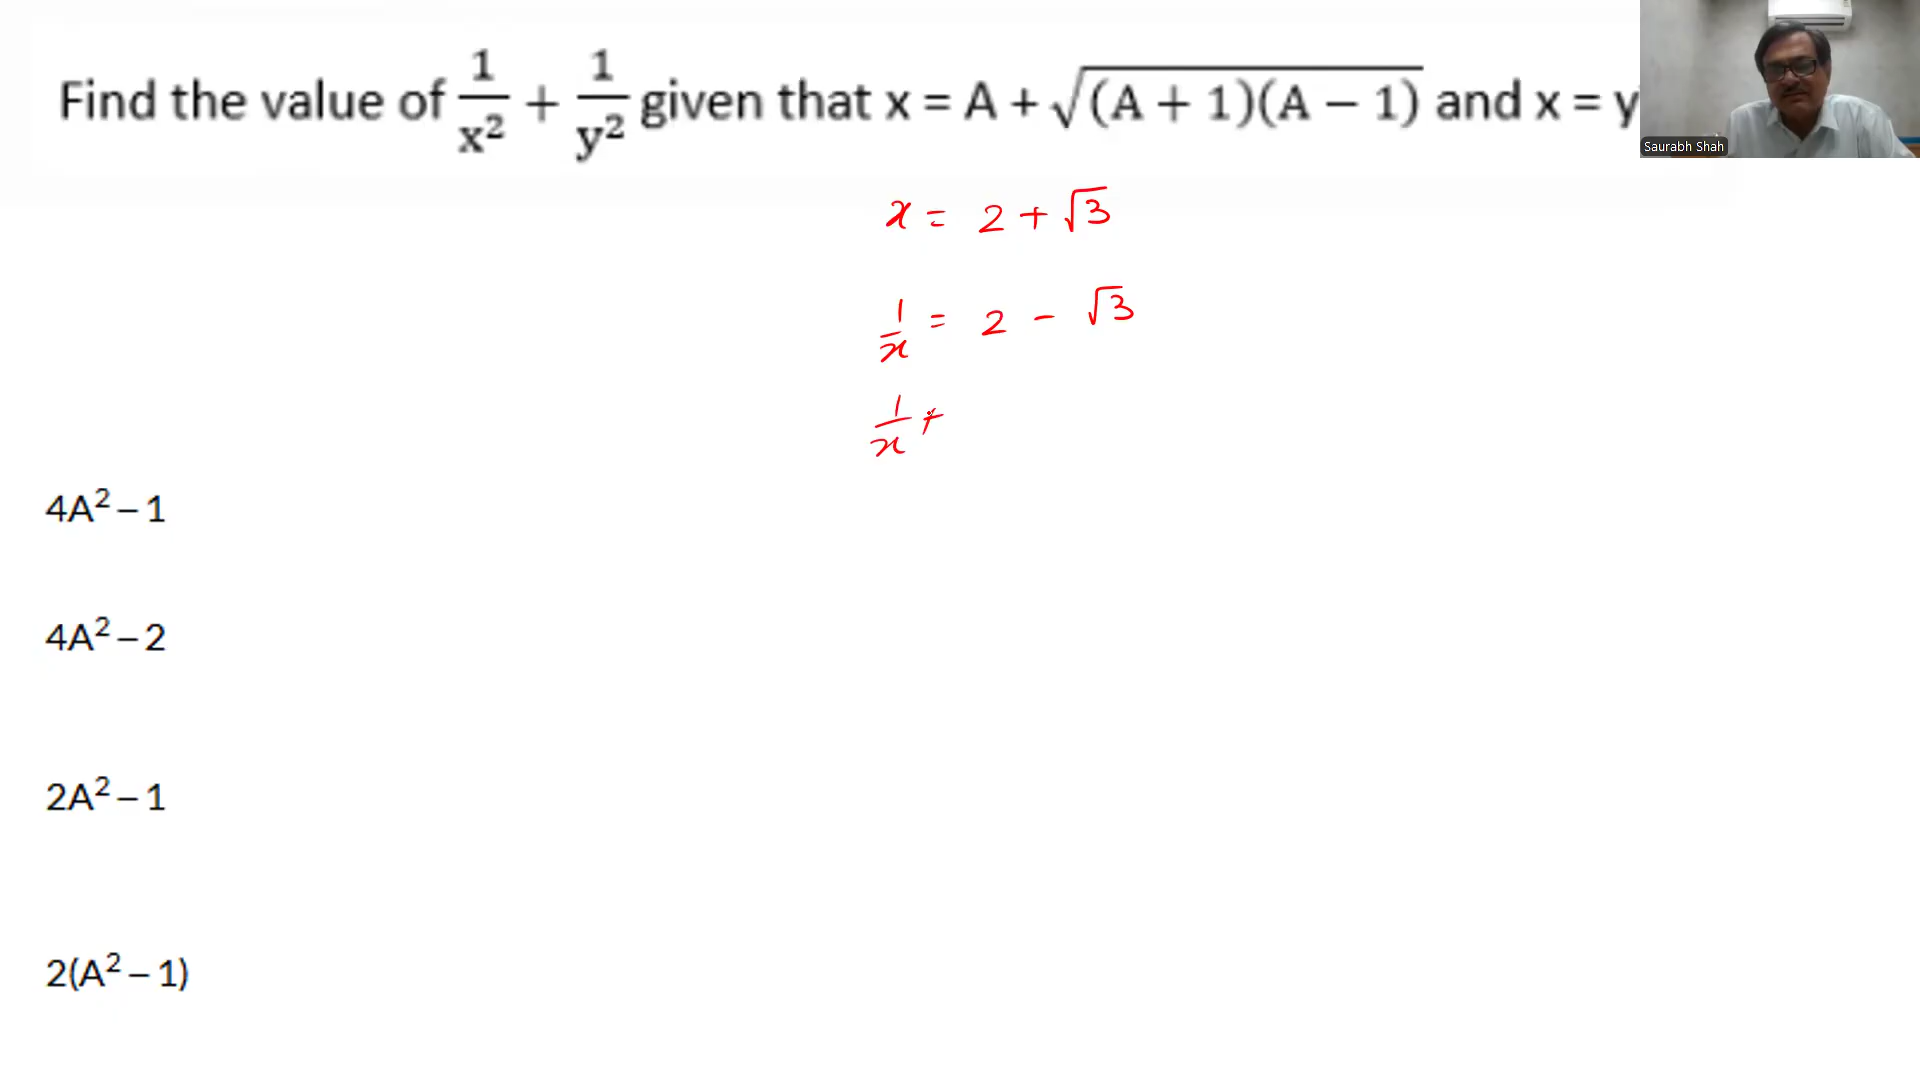 Find the value of 1/x² + 1/y² given that x = A + √(A + 1)(A − 1) and x = y
Saurabh Shah
x = 2 + √3
1/x = 2 - √3
1/x +
4A² – 1
4A² – 2
2A² – 1
2(A² – 1)